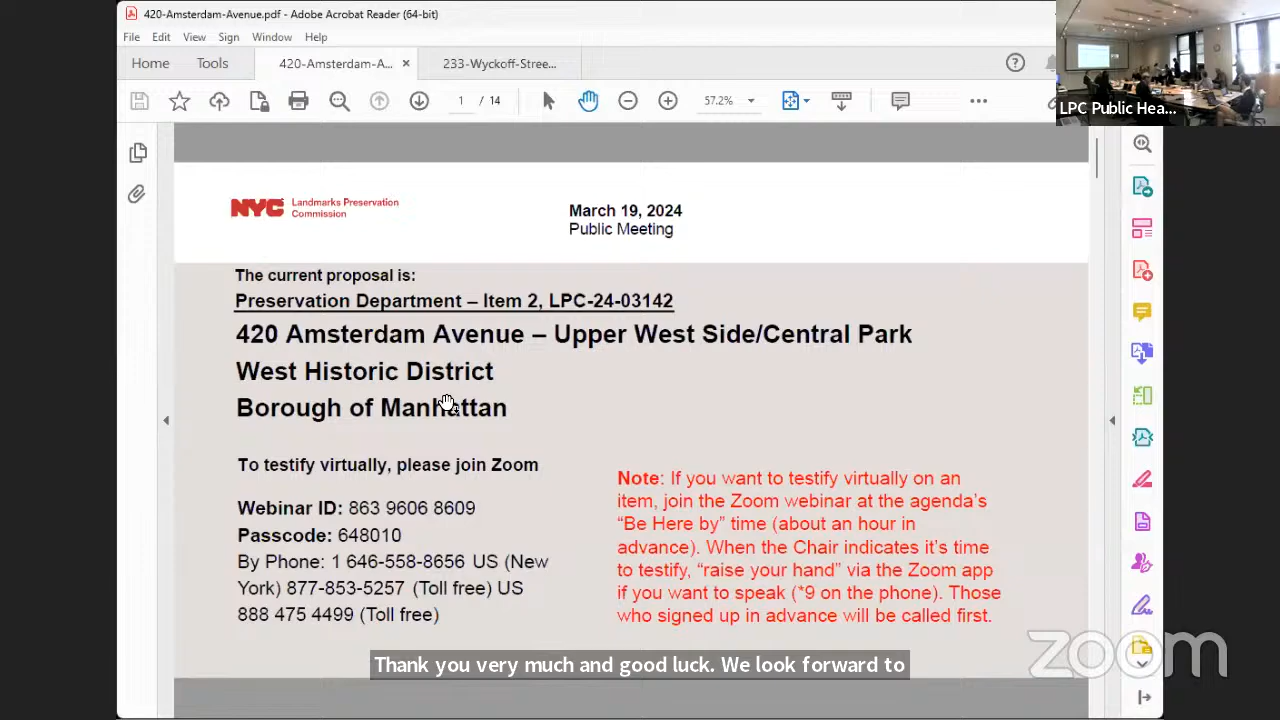 420-Amsterdam-Avenue.pdf - Adobe Acrobat Reader (64-bit)
File Edit View Sign Window Help
Home Tools 420-Amsterdam-A... × 233-Wyckoff-Stree...
1 / 14 57.2%
LPC Public Hea...
NYC Landmarks Preservation
Commission
March 19, 2024
Public Meeting
The current proposal is:
Preservation Department – Item 2, LPC-24-03142
420 Amsterdam Avenue – Upper West Side/Central Park
West Historic District
Borough of Manhattan
To testify virtually, please join Zoom
Webinar ID: 863 9606 8609
Passcode: 648010
By Phone: 1 646-558-8656 US (New
York) 877-853-5257 (Toll free) US
888 475 4499 (Toll free)
Note: If you want to testify virtually on an
item, join the Zoom webinar at the agenda’s
“Be Here by” time (about an hour in
advance). When the Chair indicates it’s time
to testify, “raise your hand” via the Zoom app
if you want to speak (*9 on the phone). Those
who signed up in advance will be called first.
Thank you very much and good luck. We look forward to
zoom